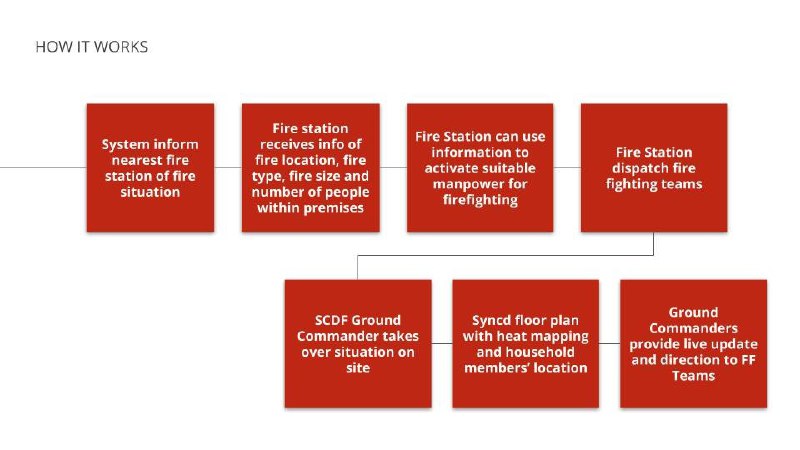 HOW IT WORKS
System inform
nearest fire
station of fire
situation
Fire station
receives info of
fire location, fire
type, fire size and
number of people
within premises
Fire Station can use
information to
activate suitable
manpower for
firefighting
Fire Station
dispatch fire
fighting teams
SCDF Ground
Commander takes
over situation on
site
Syncd floor plan
with heat mapping
and household
members’ location
Ground
Commanders
provide live update
and direction to FF
Teams